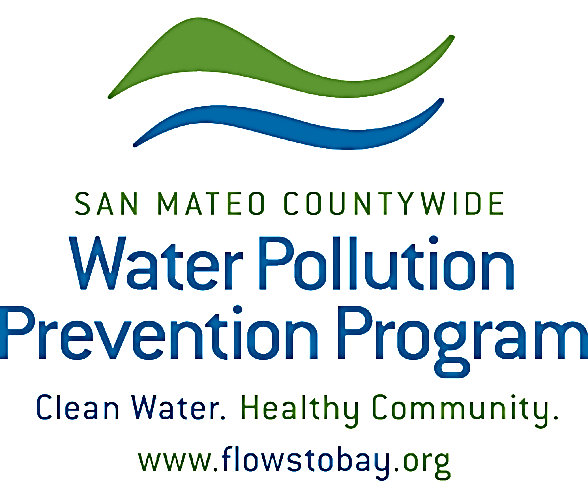 SAN MATEO COUNTYWIDE
Water Pollution
Prevention Program
Clean Water. Healthy Community.
www.flowstobay.org